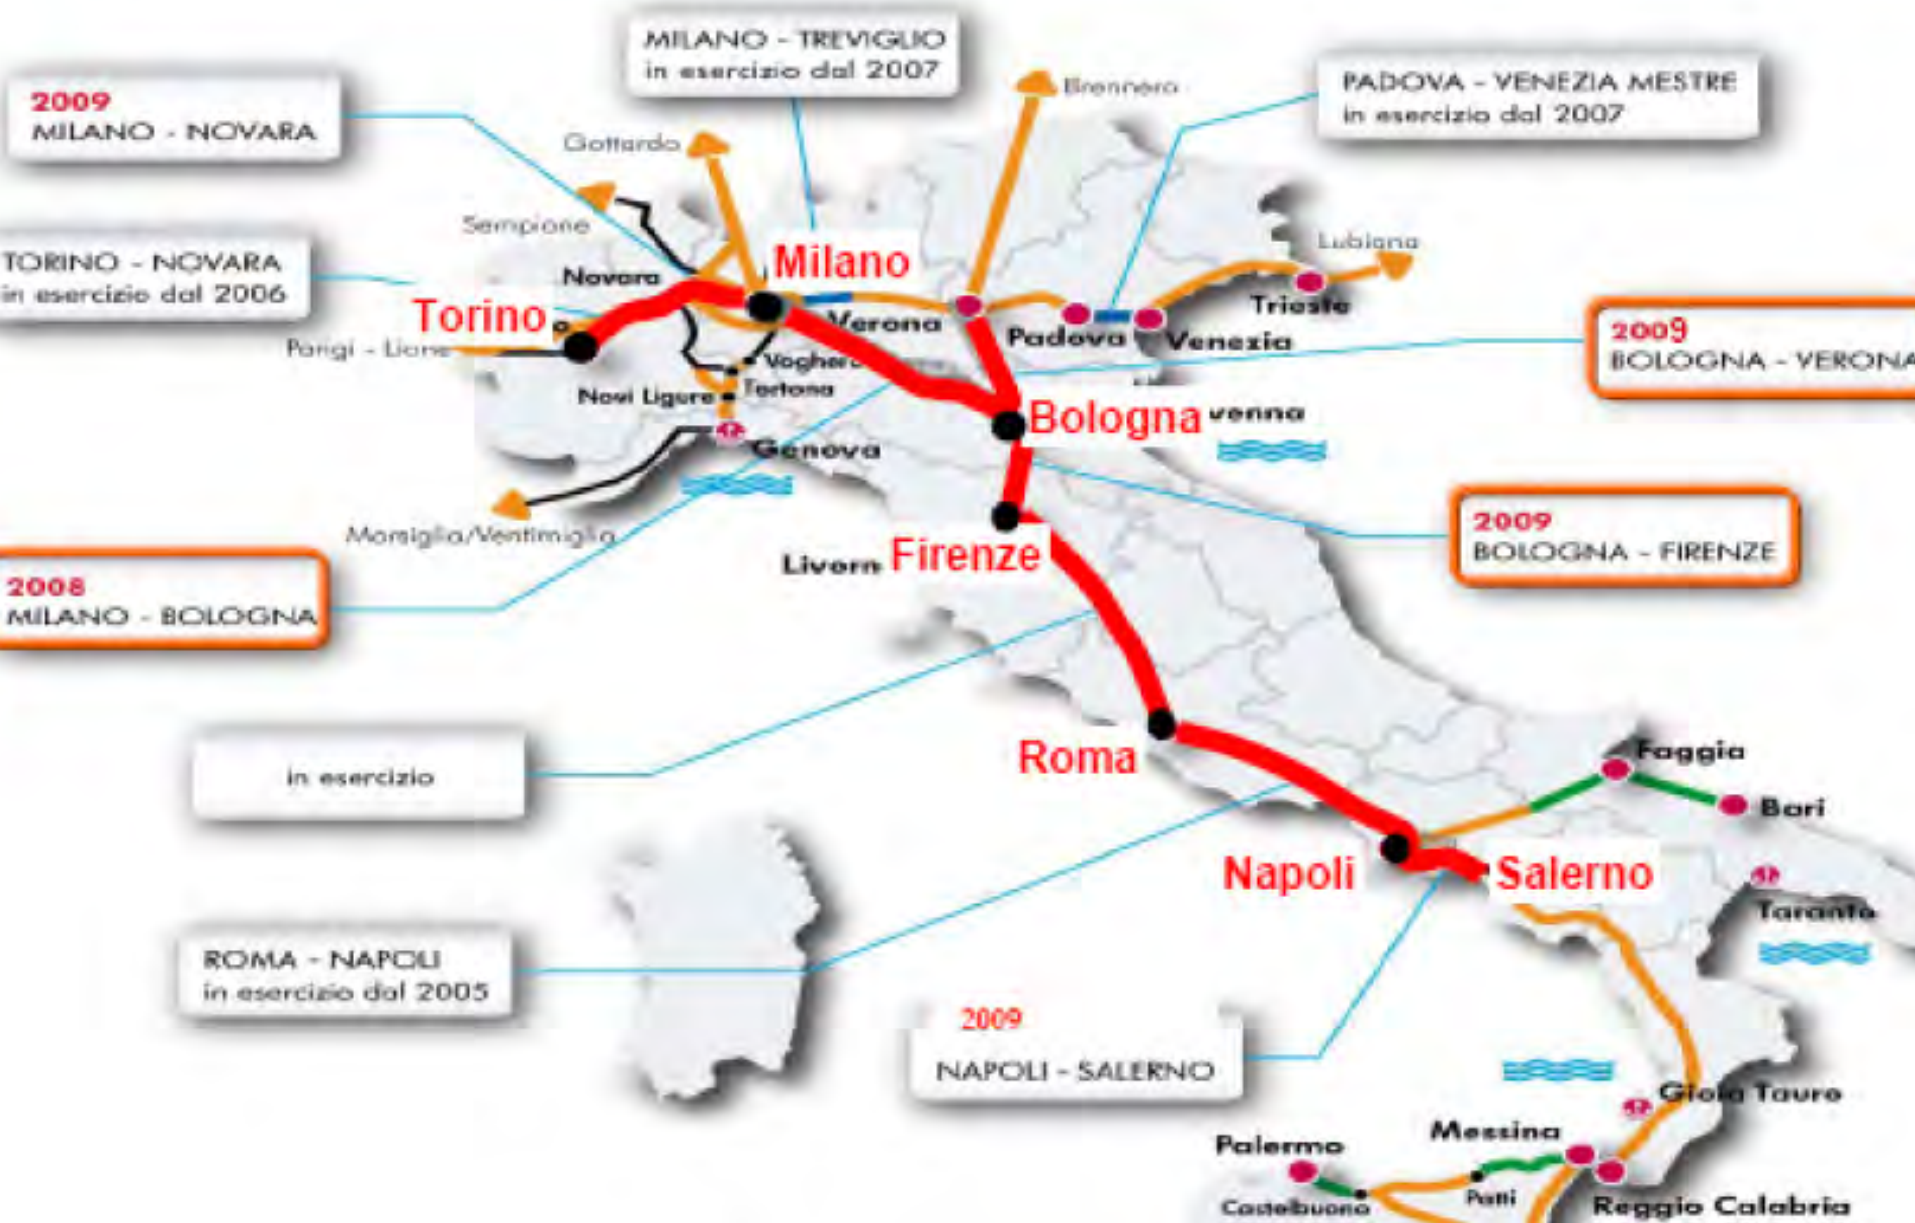 MILANO - TREVIGLIO
in esercizio dal 2007
2009
MILANO - NOVARA
Brennero
PADOVA - VENEZIA MESTRE
in esercizio dal 2007
Gottardo
Sempione
TORINO - NOVARA
in esercizio dal 2006
Novara
Milano
Lubiana
Torino
Parigi - Lione
Verona
Padova
Venezia
Trieste
2009
BOLOGNA - VERONA
Voghera
Tortona
Novi Ligure
Genova
Bologna
venna
Marsiglia/Ventimiglia
Livorn
Firenze
2009
BOLOGNA - FIRENZE
2008
MILANO - BOLOGNA
in esercizio
Roma
Faggia
Bari
Napoli
Salerno
Taranto
ROMA - NAPOLI
in esercizio dal 2005
2009
NAPOLI - SALERNO
Gioia Tauro
Messina
Palermo
Castelbuono
Patti
Reggio Calabria